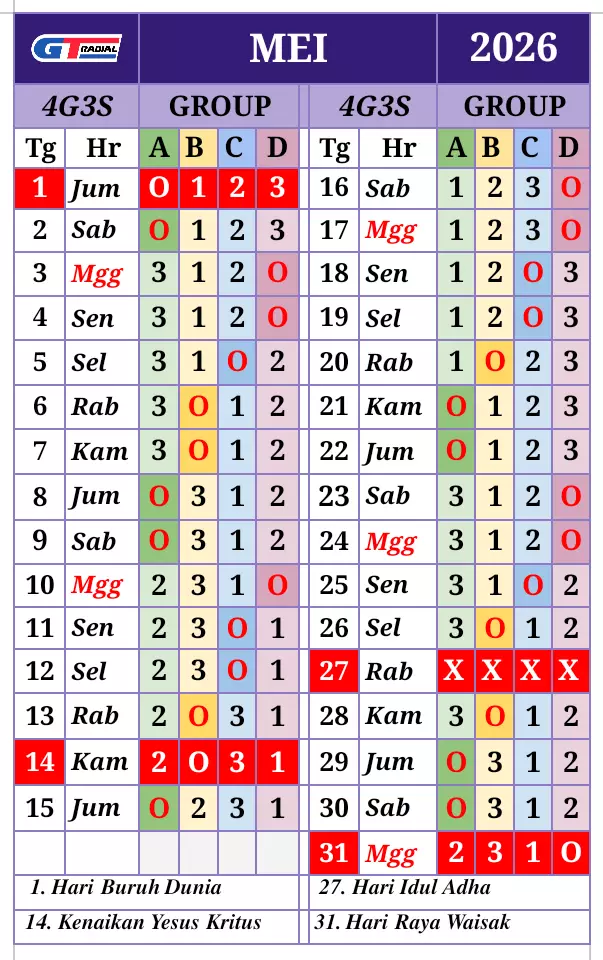 GT RADIAL MEI 2026
4G3S GROUP 4G3S GROUP
Tg Hr A B C D Tg Hr A B C D
1 Jum O 1 2 3 16 Sab 1 2 3 O
2 Sab O 1 2 3 17 Mgg 1 2 3 O
3 Mgg 3 1 2 O 18 Sen 1 2 O 3
4 Sen 3 1 2 O 19 Sel 1 2 O 3
5 Sel 3 1 O 2 20 Rab 1 O 2 3
6 Rab 3 O 1 2 21 Kam O 1 2 3
7 Kam 3 O 1 2 22 Jum O 1 2 3
8 Jum O 3 1 2 23 Sab 3 1 2 O
9 Sab O 3 1 2 24 Mgg 3 1 2 O
10 Mgg 2 3 1 O 25 Sen 3 1 O 2
11 Sen 2 3 O 1 26 Sel 3 O 1 2
12 Sel 2 3 O 1 27 Rab X X X X
13 Rab 2 O 3 1 28 Kam 3 O 1 2
14 Kam 2 O 3 1 29 Jum O 3 1 2
15 Jum O 2 3 1 30 Sab O 3 1 2
31 Mgg 2 3 1 O
1. Hari Buruh Dunia 27. Hari Idul Adha
14. Kenaikan Yesus Kritus 31. Hari Raya Waisak